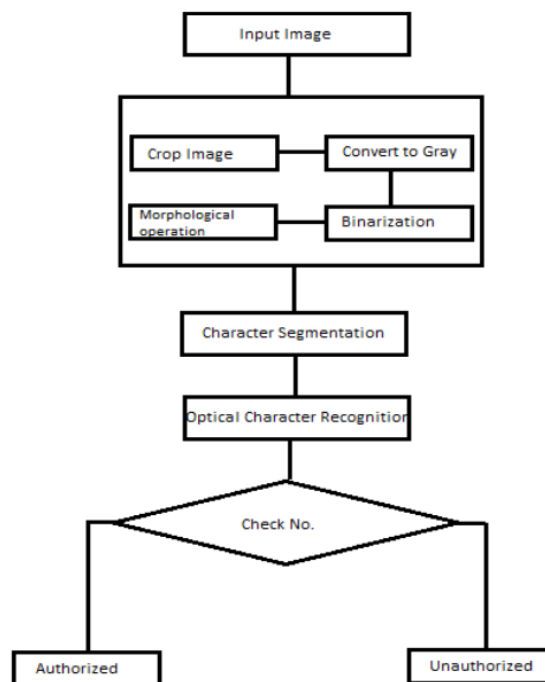 Input Image
Crop Image
Convert to Gray
Morphological
operation
Binarization
Character Segmentation
Optical Character Recognition
Check No.
Authorized
Unauthorized